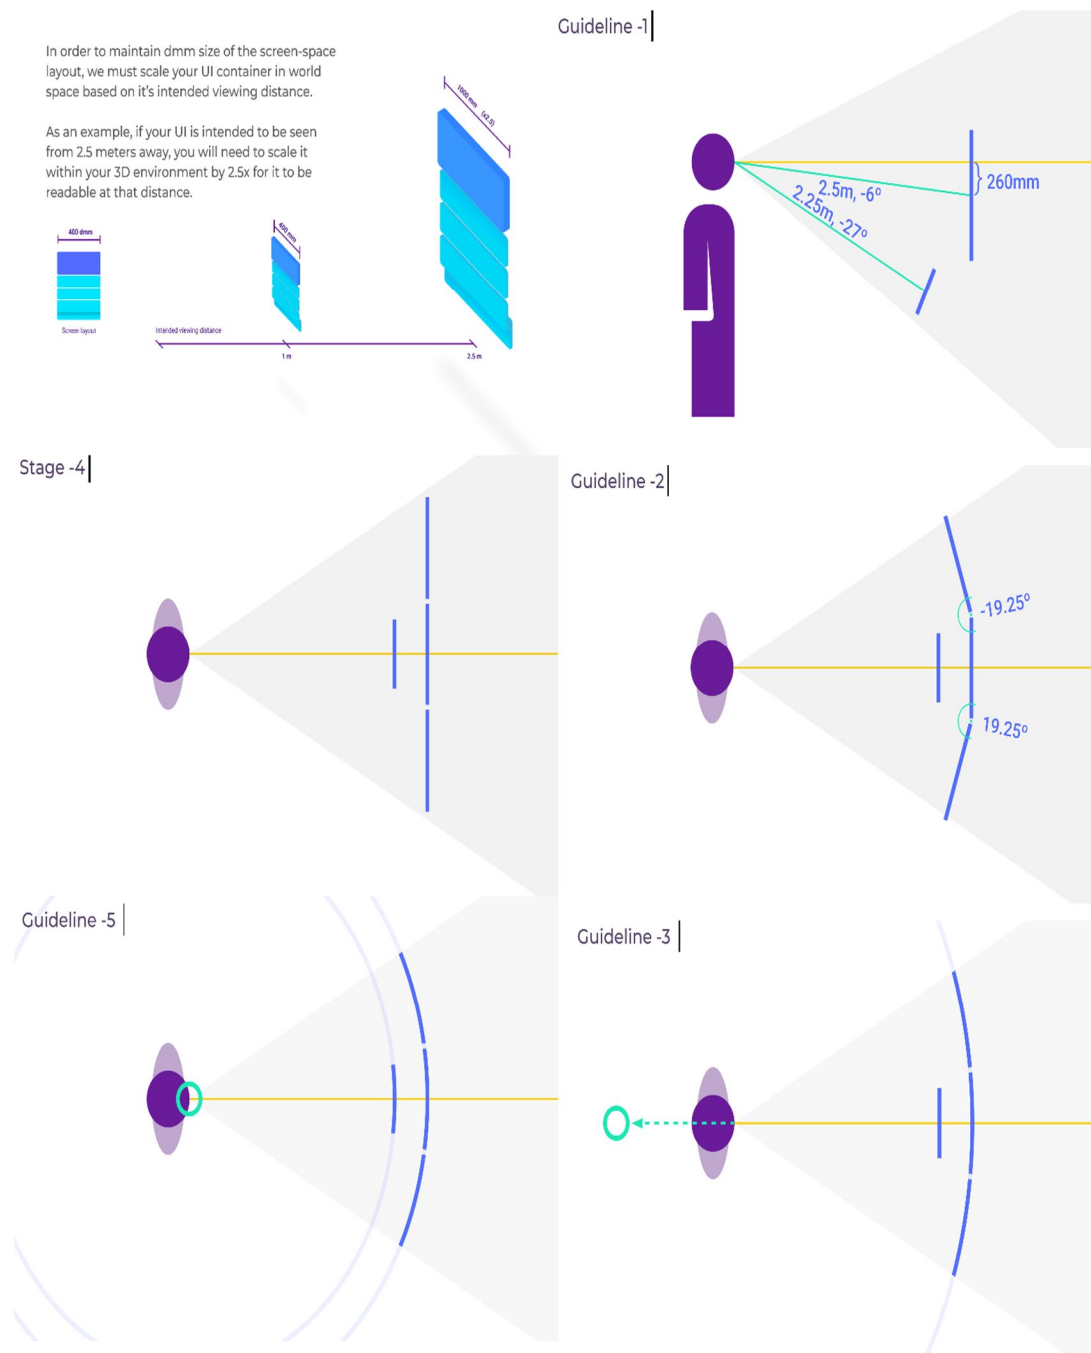 In order to maintain dmm size of the screen-space
layout, we must scale your UI container in world
space based on it's intended viewing distance.
As an example, if your UI is intended to be seen
from 2.5 meters away, you will need to scale it
within your 3D environment by 2.5x for it to be
readable at that distance.
400 dmm
Screen layout
400 mm
1000 mm (x2.5)
Intended viewing distance
1 m
2.5 m
Guideline -1
260mm
2.5m, -6º
2.25m, -27º
Stage -4
Guideline -2
-19.25º
19.25º
Guideline -5
Guideline -3